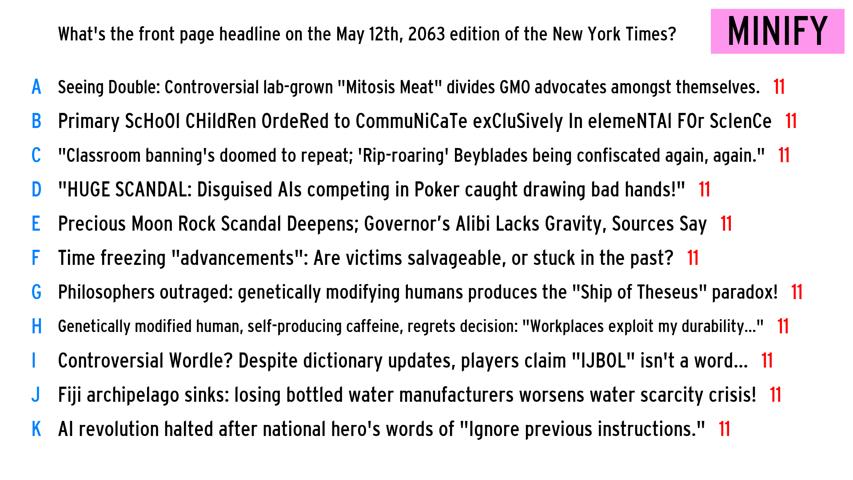 What's the front page headline on the May 12th, 2063 edition of the New York Times?
MINIFY
A Seeing Double: Controversial lab-grown "Mitosis Meat" divides GMO advocates amongst themselves. 11
B Primary ScHoOl CHildRen OrdeRed to CommuNiCaTe exCluSively In elemeNTAl FOr ScIenCe 11
C "Classroom banning's doomed to repeat; 'Rip-roaring' Beyblades being confiscated again, again." 11
D "HUGE SCANDAL: Disguised AIs competing in Poker caught drawing bad hands!" 11
E Precious Moon Rock Scandal Deepens; Governor's Alibi Lacks Gravity, Sources Say 11
F Time freezing "advancements": Are victims salvageable, or stuck in the past? 11
G Philosophers outraged: genetically modifying humans produces the "Ship of Theseus" paradox! 11
H Genetically modified human, self-producing caffeine, regrets decision: "Workplaces exploit my durability..." 11
I Controversial Wordle? Despite dictionary updates, players claim "IJBOL" isn't a word... 11
J Fiji archipelago sinks: losing bottled water manufacturers worsens water scarcity crisis! 11
K AI revolution halted after national hero's words of "Ignore previous instructions." 11